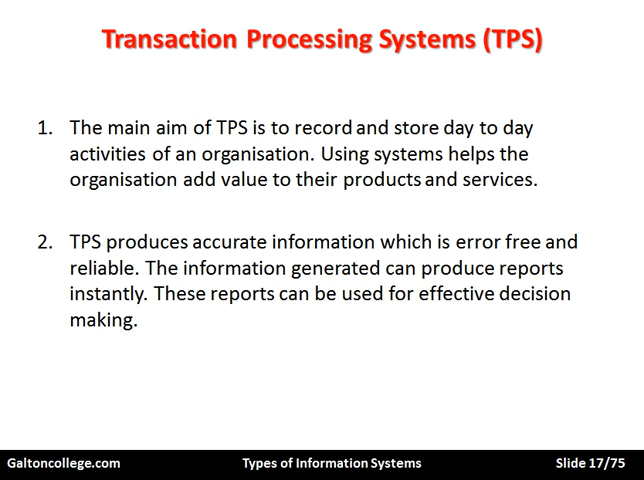 Transaction Processing Systems (TPS)
1. The main aim of TPS is to record and store day to day
activities of an organisation. Using systems helps the
organisation add value to their products and services.
2. TPS produces accurate information which is error free and
reliable. The information generated can produce reports
instantly. These reports can be used for effective decision
making.
Galtoncollege.com
Types of Information Systems
Slide 17/75